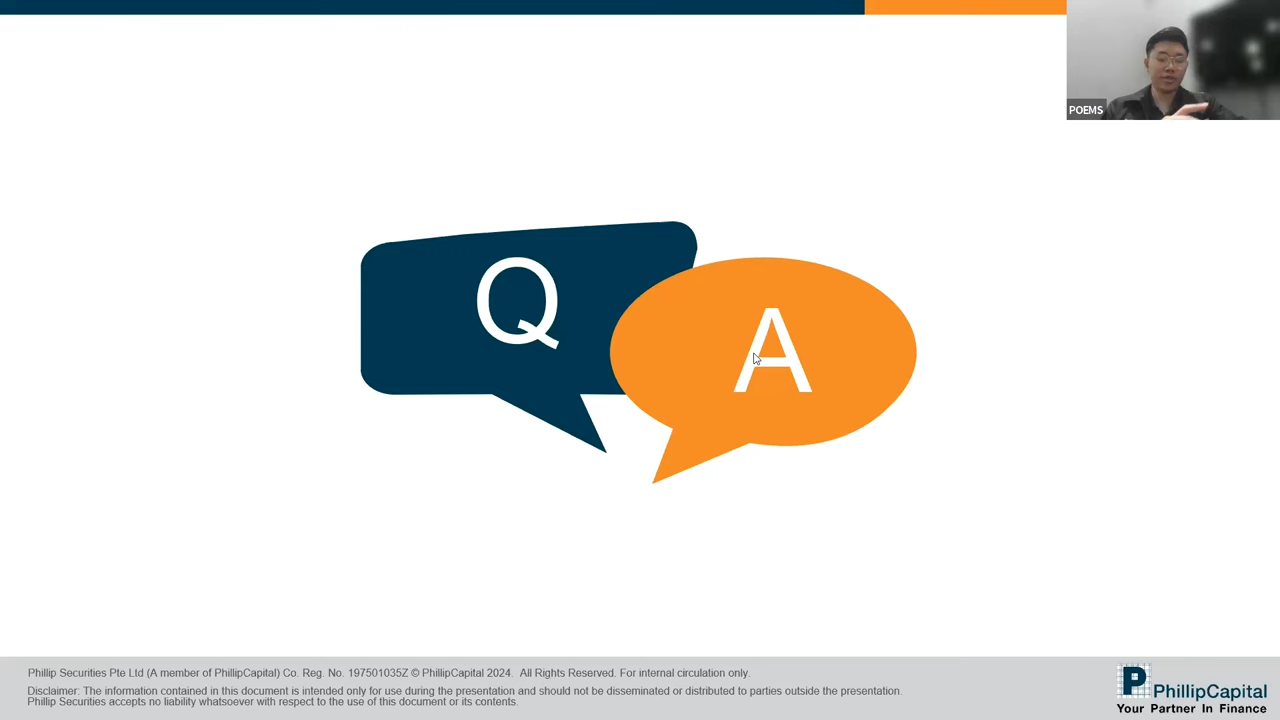 POEMS
Q
A
Phillip Securities Pte Ltd (A member of PhillipCapital) Co. Reg. No. 197501035Z © PhillipCapital 2024. All Rights Reserved. For internal circulation only.
Disclaimer: The information contained in this document is intended only for use during the presentation and should not be disseminated or distributed to parties outside the presentation.
Phillip Securities accepts no liability whatsoever with respect to the use of this document or its contents.
P
PhillipCapital
Your Partner In Finance